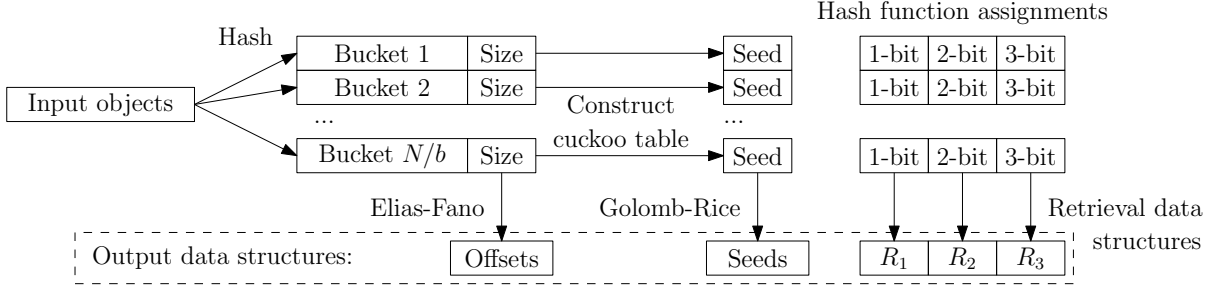 Hash function assignments
Hash
Bucket 1 Size Seed 1-bit 2-bit 3-bit
Bucket 2 Size Seed 1-bit 2-bit 3-bit
Input objects
... Construct ...
cuckoo table
Bucket N/b Size Seed 1-bit 2-bit 3-bit
Elias-Fano Golomb-Rice Retrieval data
structures
Output data structures: Offsets Seeds R1 R2 R3